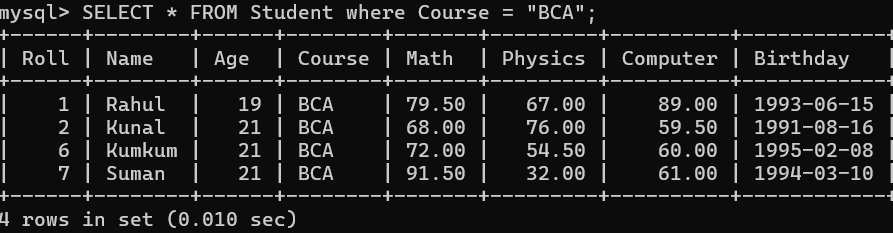 mysql> SELECT * FROM Student where Course = "BCA";
+------+--------+------+--------+-------+---------+----------+------------+
| Roll | Name   | Age  | Course | Math  | Physics | Computer | Birthday   |
+------+--------+------+--------+-------+---------+----------+------------+
|    1 | Rahul  |   19 | BCA    | 79.50 |   67.00 |    89.00 | 1993-06-15 |
|    2 | Kunal  |   21 | BCA    | 68.00 |   76.00 |    59.50 | 1991-08-16 |
|    6 | Kumkum |   21 | BCA    | 72.00 |   54.50 |    60.00 | 1995-02-08 |
|    7 | Suman  |   21 | BCA    | 91.50 |   32.00 |    61.00 | 1994-03-10 |
+------+--------+------+--------+-------+---------+----------+------------+
4 rows in set (0.010 sec)